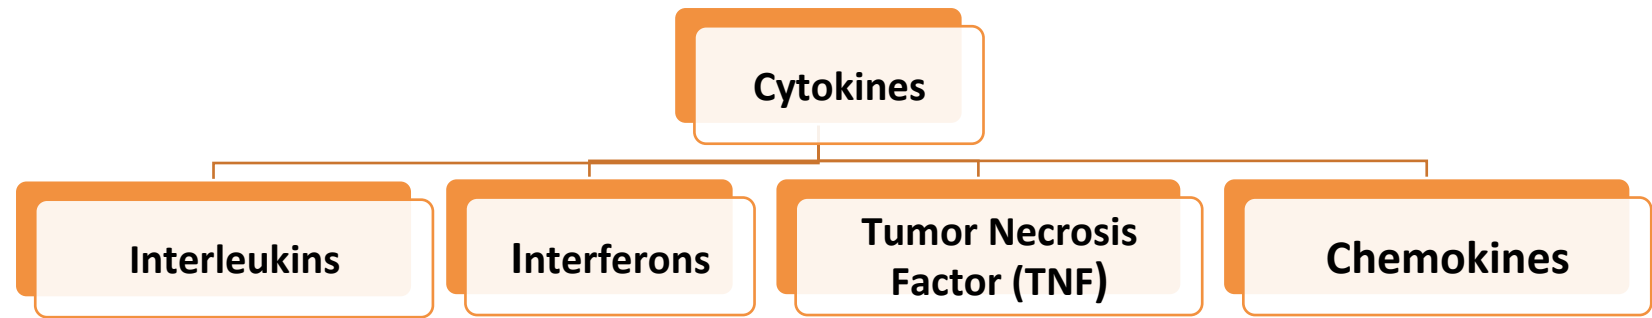 Cytokines
Interleukins
Interferons
Tumor Necrosis
Factor (TNF)
Chemokines